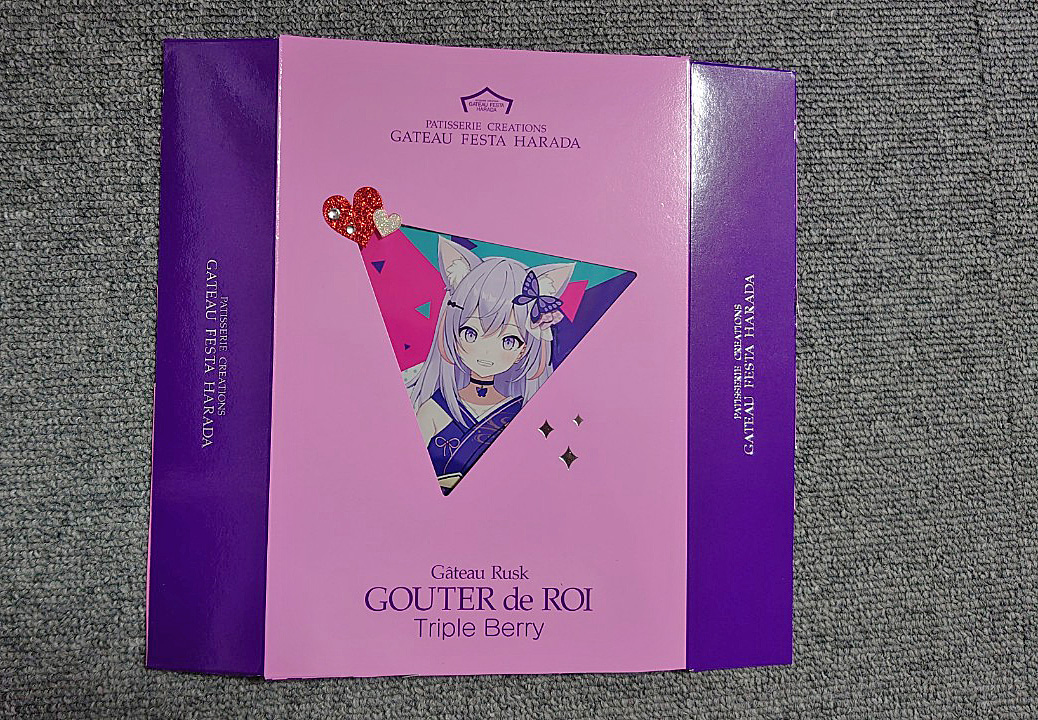 GATEAU FESTA
HARADA
PATISSERIE CREATIONS
GATEAU FESTA HARADA
PATISSERIE CREATIONS
GATEAU FESTA HARADA
PATISSERIE CREATIONS
GATEAU FESTA HARADA
Gâteau Rusk
GOUTER de ROI
Triple Berry